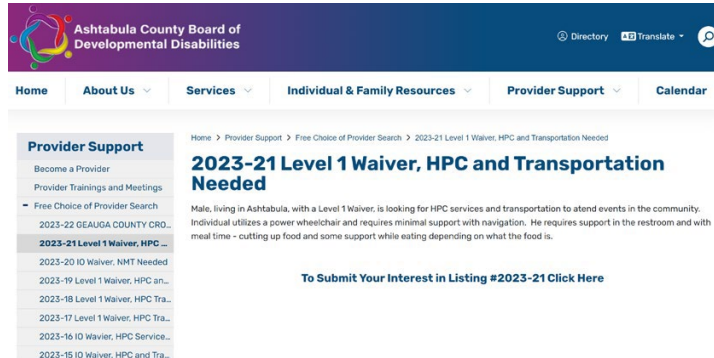 Ashtabula County Board of
Developmental Disabilities
Directory
Translate
Home
About Us
Services
Individual & Family Resources
Provider Support
Calendar
Provider Support
Become a Provider
Provider Trainings and Meetings
Free Choice of Provider Search
2023-22 GEAUGA COUNTY CRO...
2023-21 Level 1 Waiver, HPC ...
2023-20 IO Waiver, NMT Needed
2023-19 Level 1 Waiver, HPC an...
2023-18 Level 1 Waiver, HPC Tra...
2023-17 Level 1 Waiver, HPC Tra...
2023-16 IO Wavier, HPC Service...
2023-15 IO Waiver, HPC and Tra...
Home > Provider Support > Free Choice of Provider Search > 2023-21 Level 1 Waiver, HPC and Transportation Needed
2023-21 Level 1 Waiver, HPC and Transportation
Needed
Male, living in Ashtabula, with a Level 1 Waiver, is looking for HPC services and transportation to atend events in the community.
Individual utilizes a power wheelchair and requires minimal support with navigation. He requires support in the restroom and with
meal time - cutting up food and some support while eating depending on what the food is.
To Submit Your Interest in Listing #2023-21 Click Here